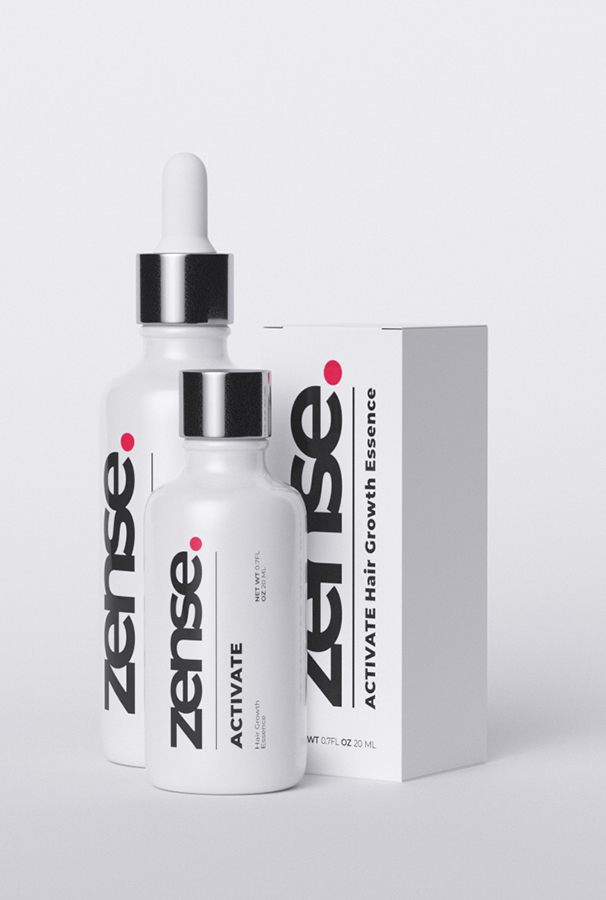 zense.
zense.
ACTIVATE
Hair Growth
Essence
NET WT 0.7FL
OZ 20 ML
zense.
ACTIVATE Hair Growth Essence
WT 0.7FL OZ 20 ML